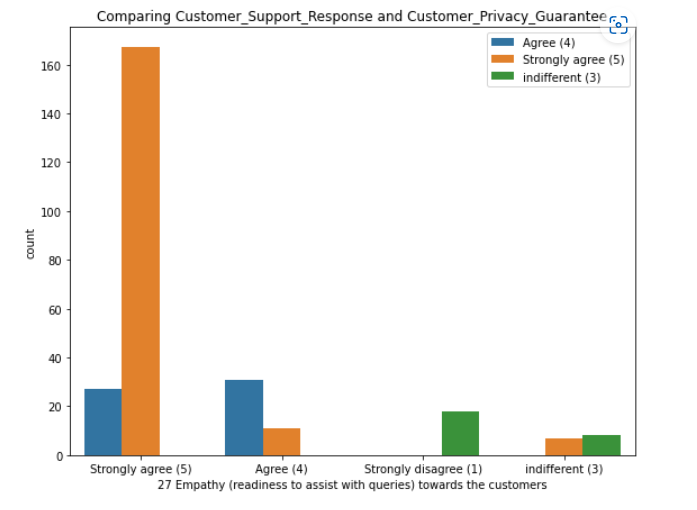 Comparing Customer_Support_Response and Customer_Privacy_Guarantee
Agree (4)
Strongly agree (5)
indifferent (3)
160
140
120
100
80
60
40
20
0
count
Strongly agree (5) Agree (4) Strongly disagree (1) indifferent (3)
27 Empathy (readiness to assist with queries) towards the customers